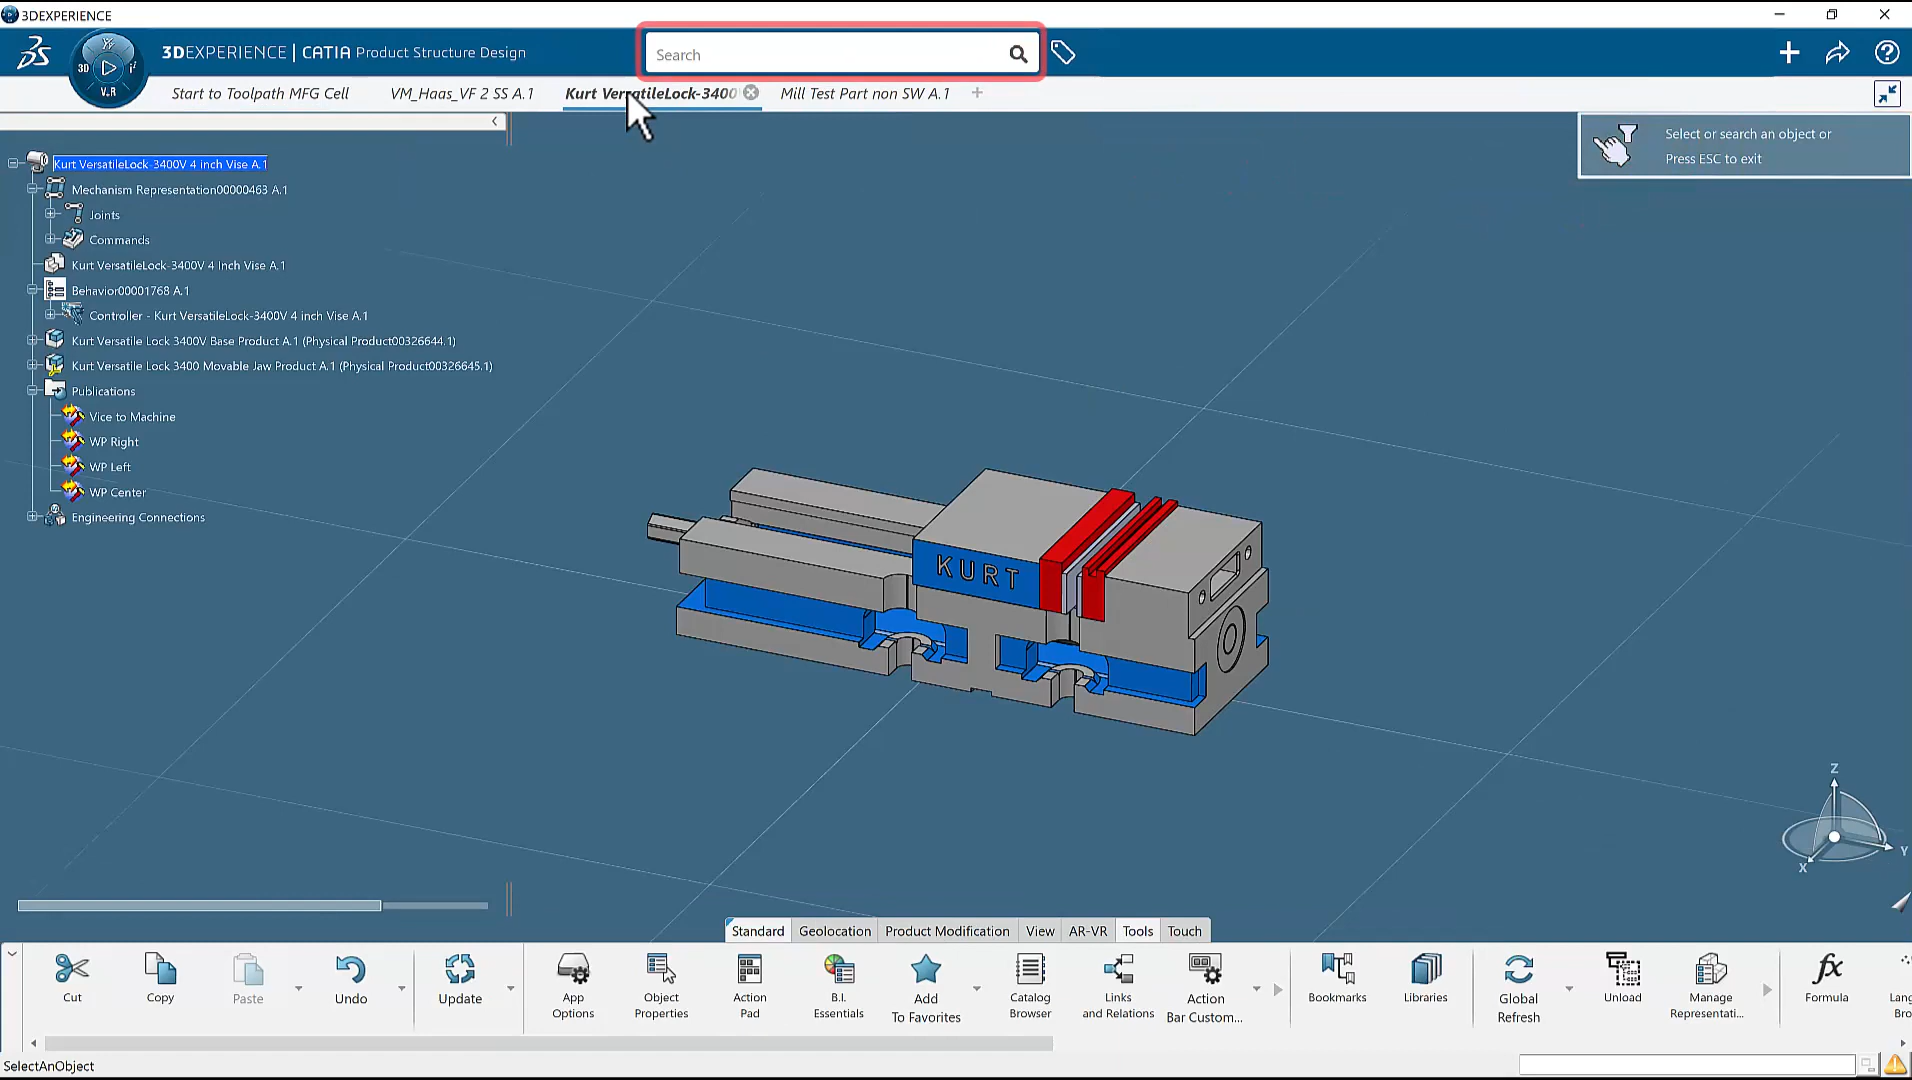 3DEXPERIENCE
3DEXPERIENCE | CATIA Product Structure Design
Search
3D
V.R
Start to Toolpath MFG Cell
VM_Haas_VF 2 SS A.1
Kurt VersatileLock-3400
Mill Test Part non SW A.1
Select or search an object or
Press ESC to exit
Kurt VersatileLock-3400V 4 inch Vise A.1
Mechanism Representation00000463 A.1
Joints
Commands
Kurt VersatileLock-3400V 4 Inch Vise A.1
Behavior00001768 A.1
Controller - Kurt VersatileLock-3400V 4 inch Vise A.1
Kurt Versatile Lock 3400V Base Product A.1 (Physical Product00326644.1)
Kurt Versatile Lock 3400 Movable Jaw Product A.1 (Physical Product00326645.1)
Publications
Vice to Machine
WP Right
WP Left
WP Center
Engineering Connections
KURT
Z
Y
X
Standard
Geolocation
Product Modification
View
AR-VR
Tools
Touch
Cut
Copy
Paste
Undo
Update
App
Options
Object
Properties
Action
Pad
B.I.
Essentials
Add
To Favorites
Catalog
Browser
Links
and Relations
Action
Bar Custom...
Bookmarks
Libraries
Global
Refresh
Unload
Manage
Representati...
fx
Formula
Lang
Bro
SelectAnObject